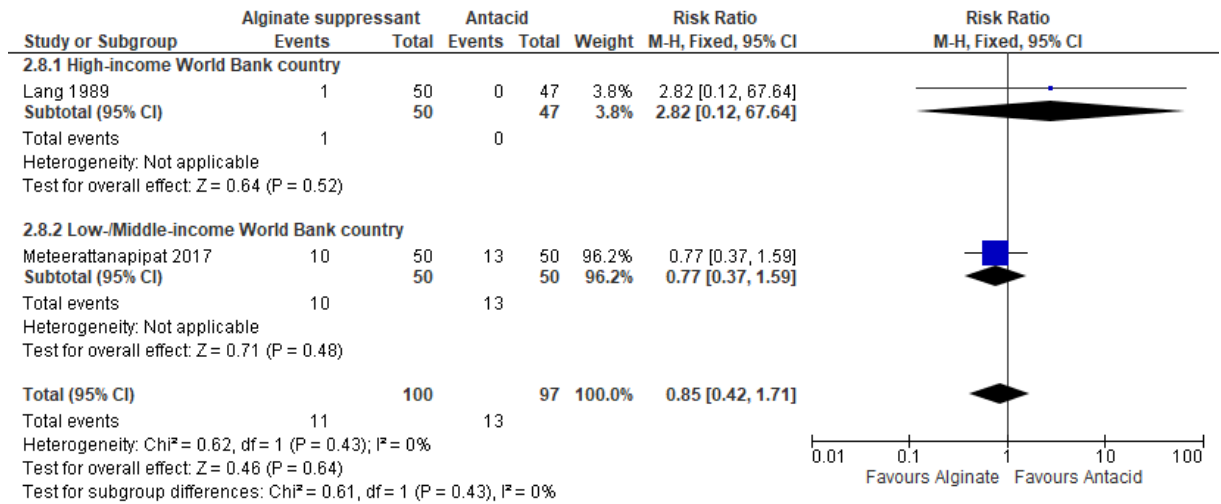 Alginate suppressant Antacid Risk Ratio Risk Ratio
Study or Subgroup Events Total Events Total Weight M-H, Fixed, 95% CI M-H, Fixed, 95% CI
2.8.1 High-income World Bank country
Lang 1989 1 50 0 47 3.8% 2.82 [0.12, 67.64]
Subtotal (95% CI) 50 47 3.8% 2.82 [0.12, 67.64]
Total events 1 0
Heterogeneity: Not applicable
Test for overall effect: Z = 0.64 (P = 0.52)
2.8.2 Low-/Middle-income World Bank country
Meteerattanapipat 2017 10 50 13 50 96.2% 0.77 [0.37, 1.59]
Subtotal (95% CI) 50 50 96.2% 0.77 [0.37, 1.59]
Total events 10 13
Heterogeneity: Not applicable
Test for overall effect: Z = 0.71 (P = 0.48)
Total (95% CI) 100 97 100.0% 0.85 [0.42, 1.71]
Total events 11 13
Heterogeneity: Chi² = 0.62, df = 1 (P = 0.43); I² = 0%
Test for overall effect: Z = 0.46 (P = 0.64)
Test for subgroup differences: Chi² = 0.61, df = 1 (P = 0.43), I² = 0%
0.01 0.1 1 10 100
Favours Alginate Favours Antacid